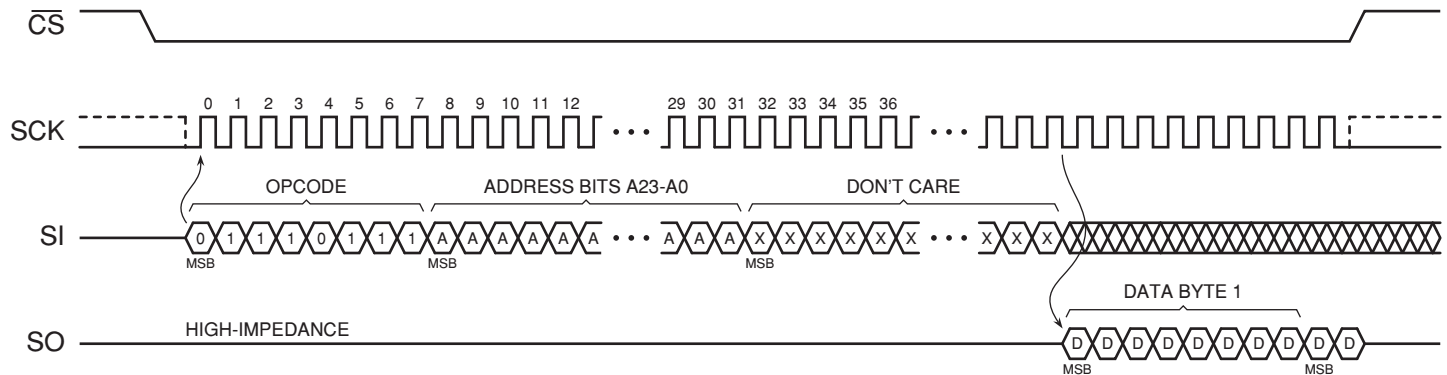 CS
0 1 2 3 4 5 6 7 8 9 10 11 12 29 30 31 32 33 34 35 36
SCK • • • • • •
OPCODE ADDRESS BITS A23-A0 DON'T CARE
SI 0 1 1 1 0 1 1 1 A A A A A A • • • A A A X X X X X X • • • X X X
MSB MSB MSB
DATA BYTE 1
HIGH-IMPEDANCE
SO D D D D D D D D D D
MSB MSB